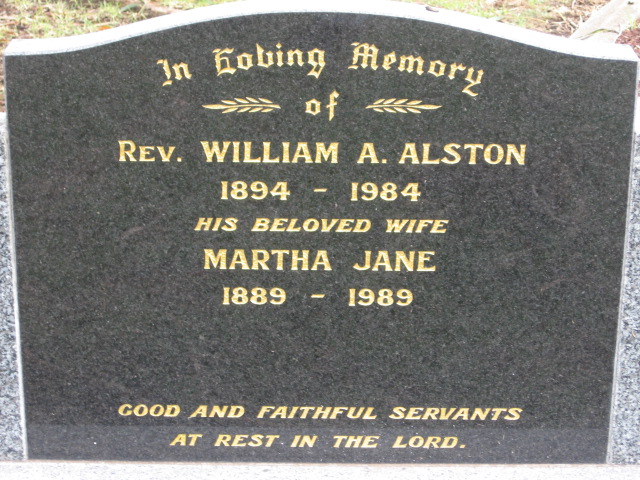 In Loving Memory
of
REV. WILLIAM A. ALSTON
1894 - 1984
HIS BELOVED WIFE
MARTHA JANE
1889 - 1989
GOOD AND FAITHFUL SERVANTS
AT REST IN THE LORD.